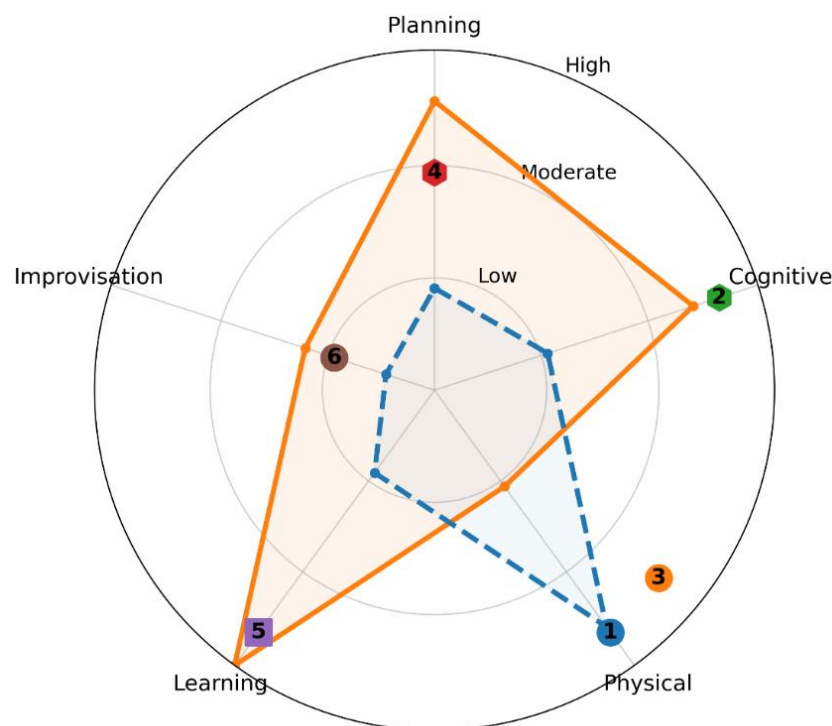 Planning
High
4
Moderate
Improvisation
Low
Cognitive
2
6
3
5
1
Learning
Physical